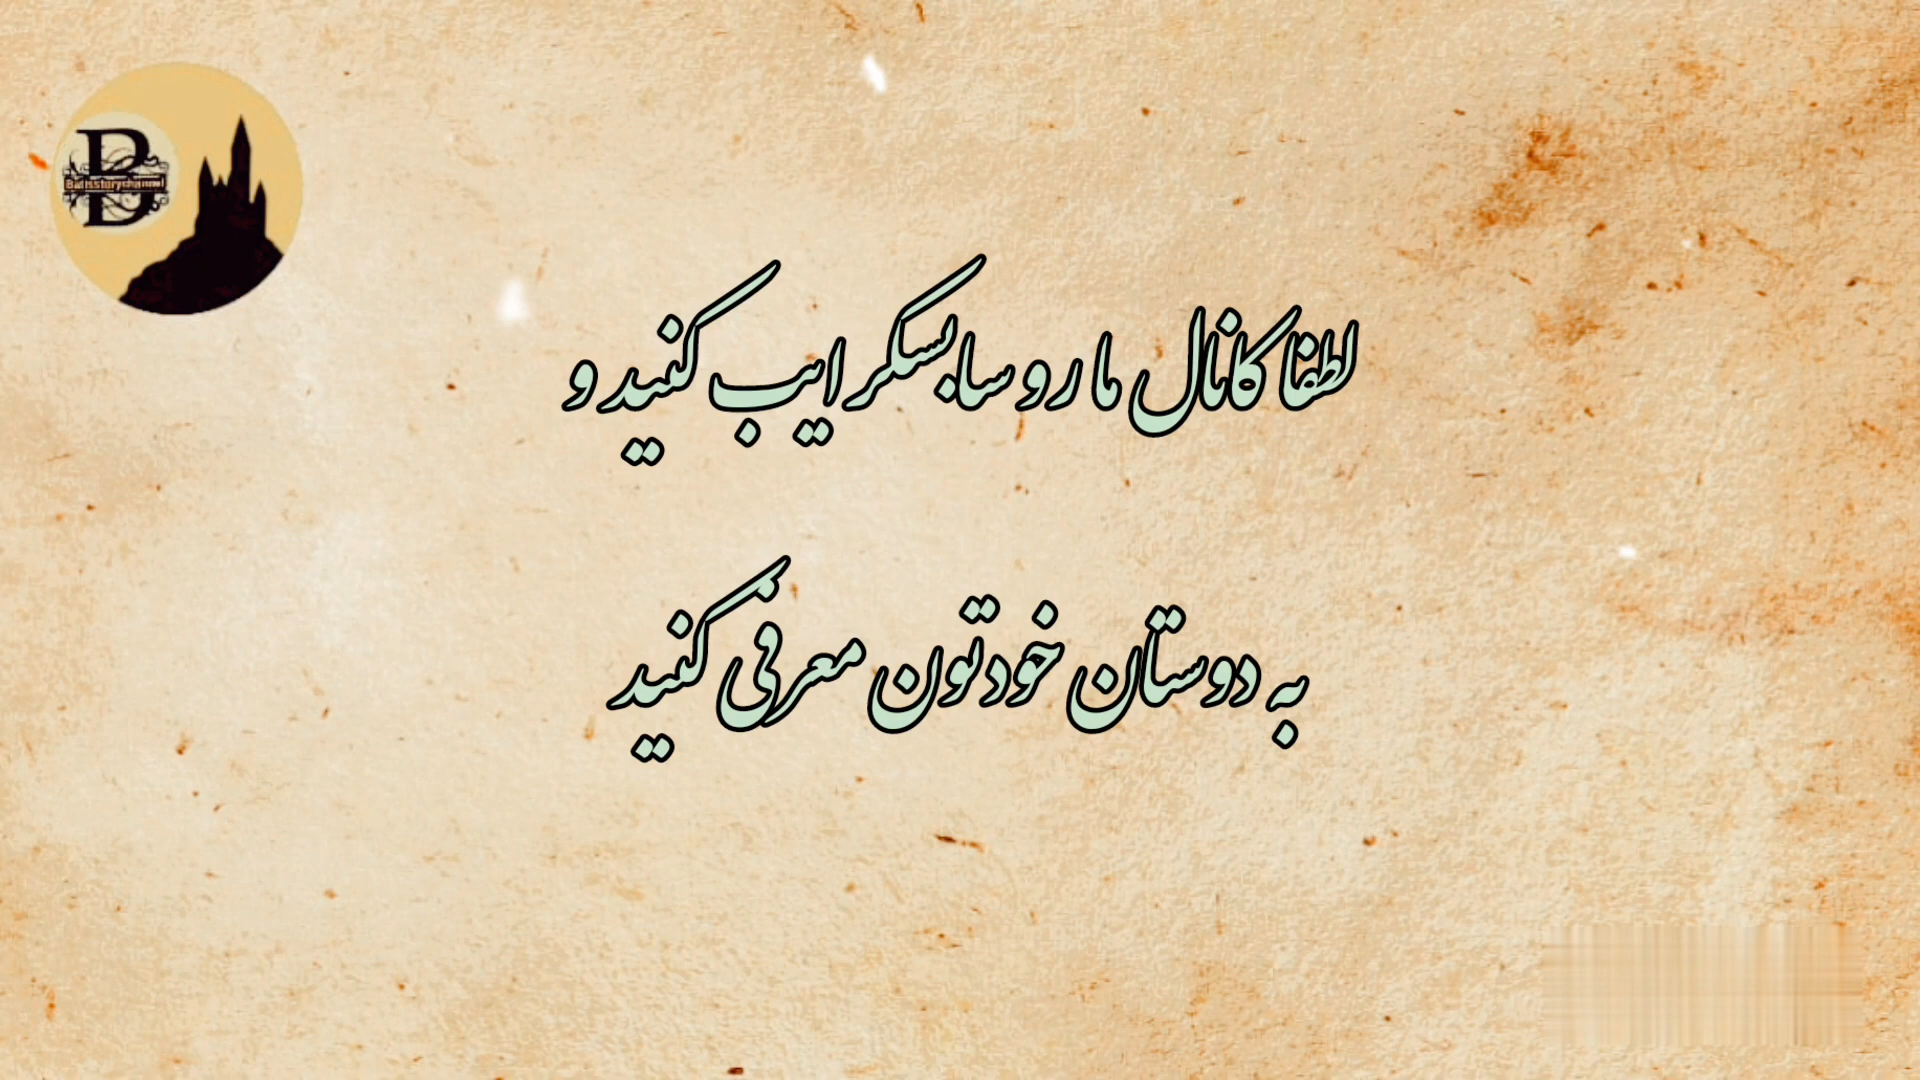 لطفا کانال ما رو سابسکرایب کنید و
به دوستان خودتون معرفی کنید